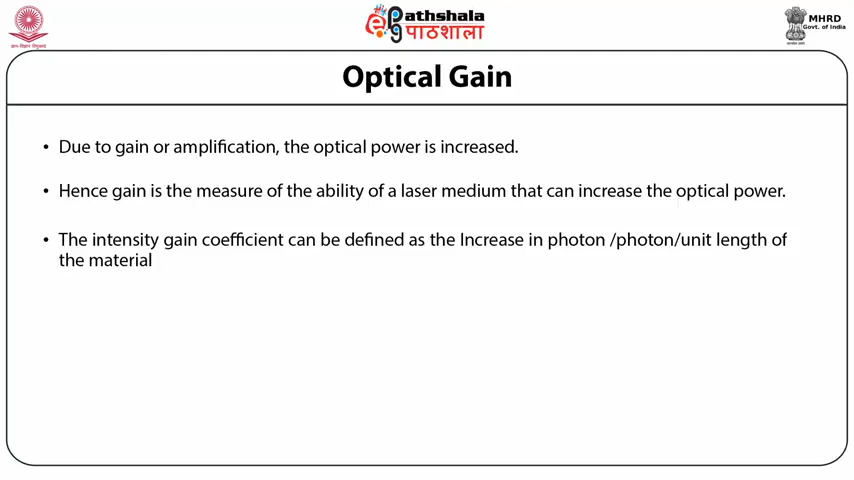 Pathshala
पाठशाला
MHRD
Govt. of India
Optical Gain
• Due to gain or amplification, the optical power is increased.
• Hence gain is the measure of the ability of a laser medium that can increase the optical power.
• The intensity gain coefficient can be defined as the Increase in photon /photon/unit length of
the material